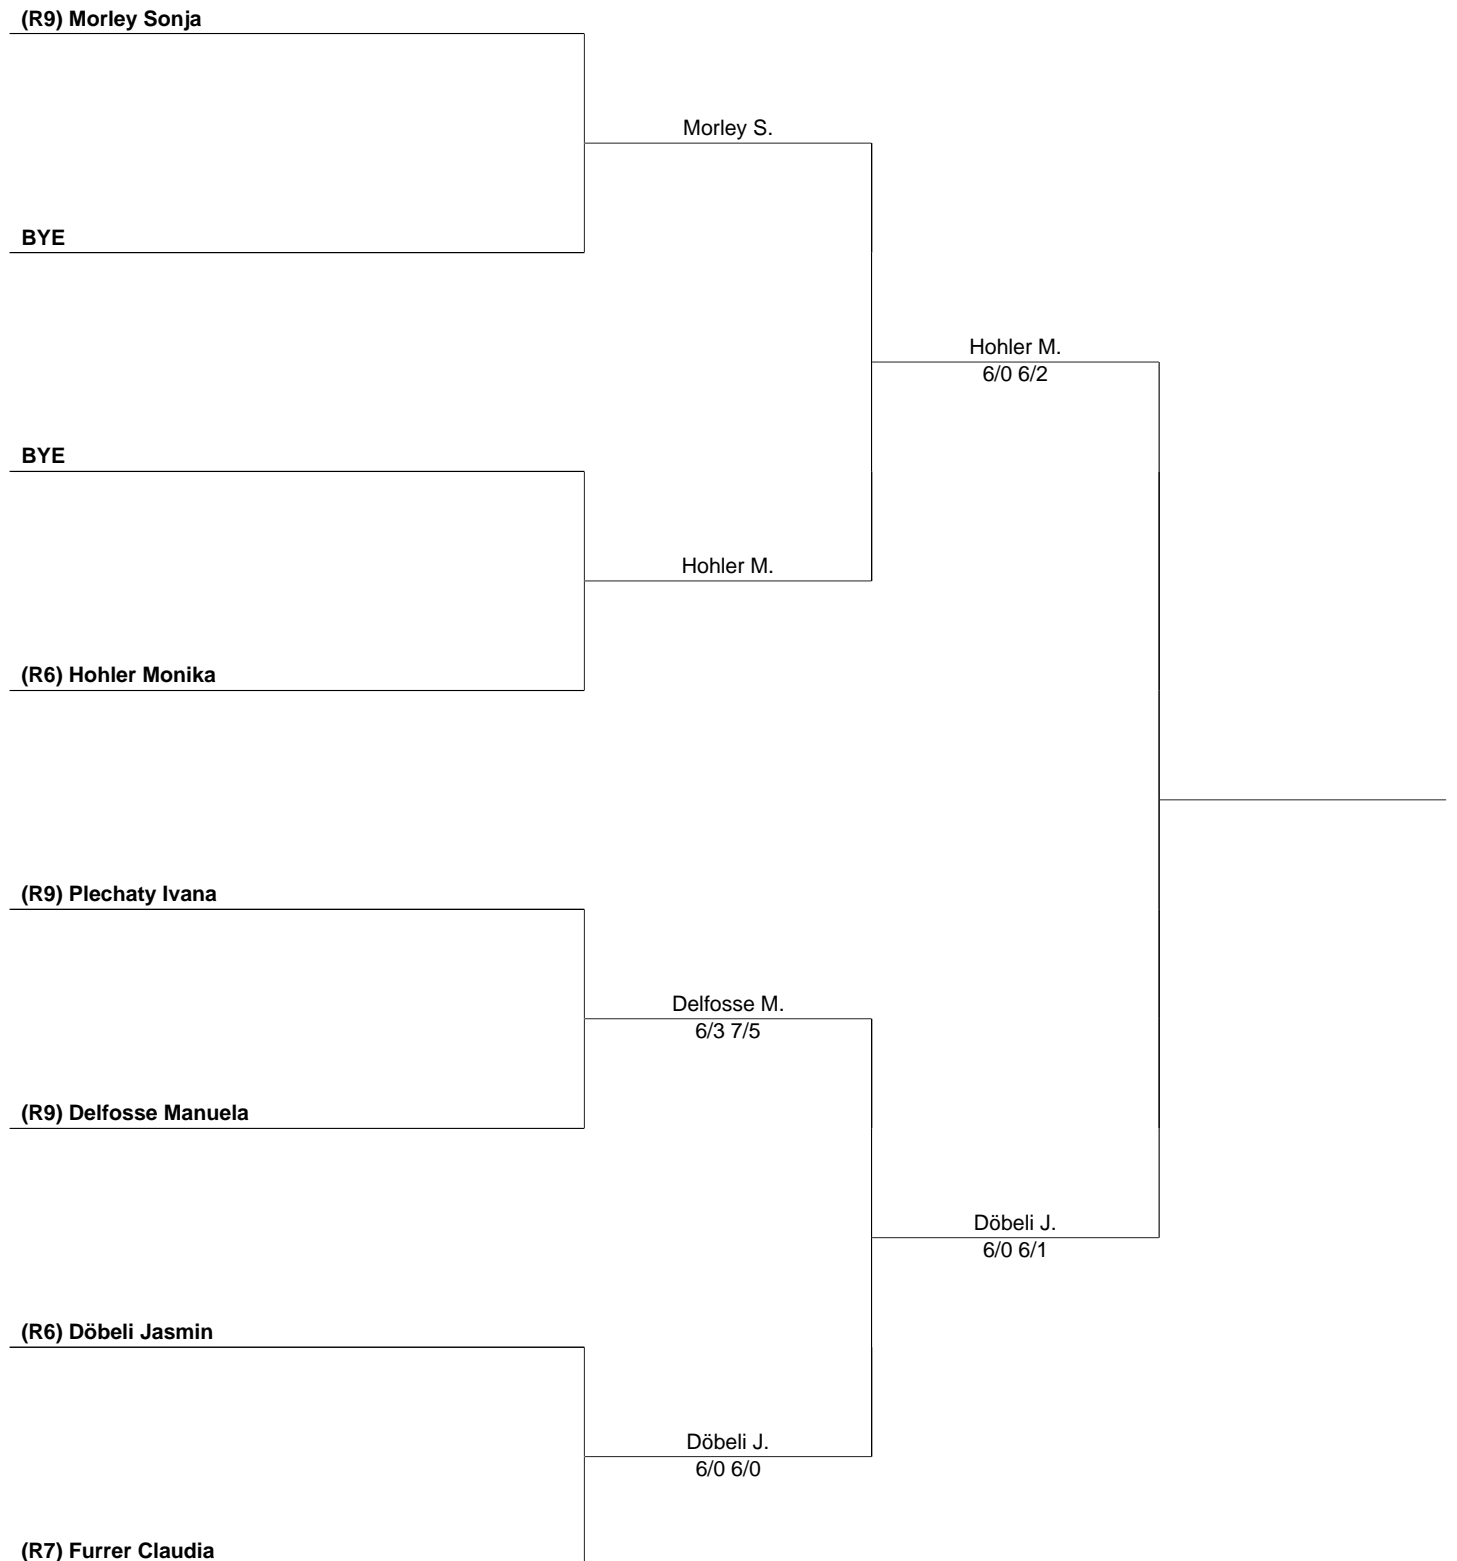 (R9) Morley Sonja
Morley S.
BYE
Hohler M.
6/0 6/2
BYE
Hohler M.
(R6) Hohler Monika
(R9) Plechaty Ivana
Delfosse M.
6/3 7/5
(R9) Delfosse Manuela
Döbeli J.
6/0 6/1
(R6) Döbeli Jasmin
Döbeli J.
6/0 6/0
(R7) Furrer Claudia